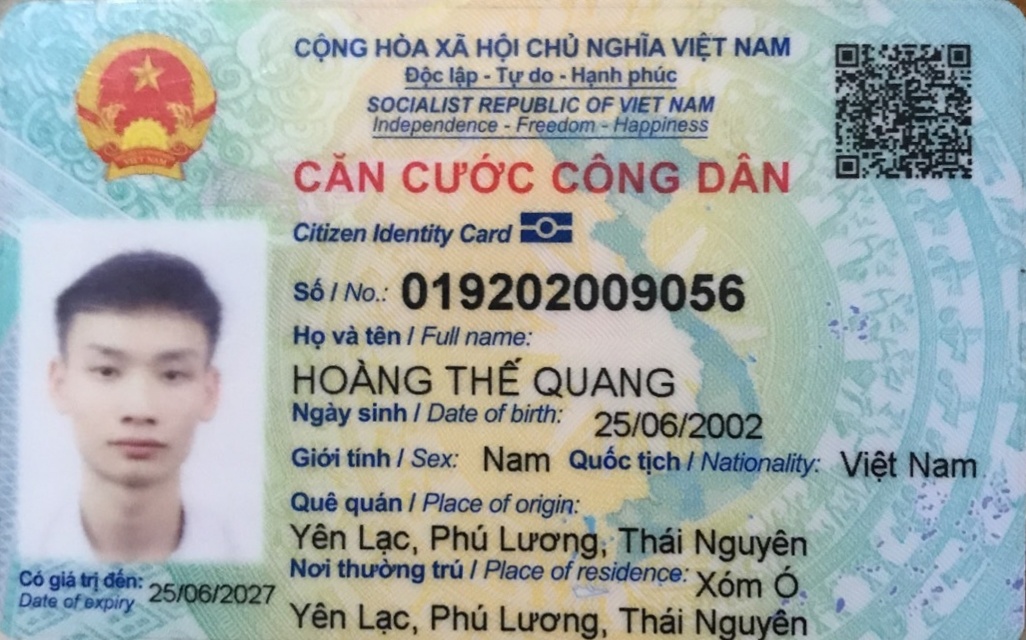 CỘNG HÒA XÃ HỘI CHỦ NGHĨA VIỆT NAM
Độc lập - Tự do - Hạnh phúc
SOCIALIST REPUBLIC OF VIET NAM
Independence - Freedom - Happiness
CĂN CƯỚC CÔNG DÂN
Citizen Identity Card
Số / No.: 019202009056
Họ và tên / Full name:
HOÀNG THẾ QUANG
Ngày sinh / Date of birth: 25/06/2002
Giới tính / Sex: Nam Quốc tịch / Nationality: Việt Nam
Quê quán / Place of origin:
Yên Lạc, Phú Lương, Thái Nguyên
Nơi thường trú / Place of residence: Xóm Ó
Yên Lạc, Phú Lương, Thái Nguyên
Có giá trị đến: 25/06/2027
Date of expiry
VIỆT NAM